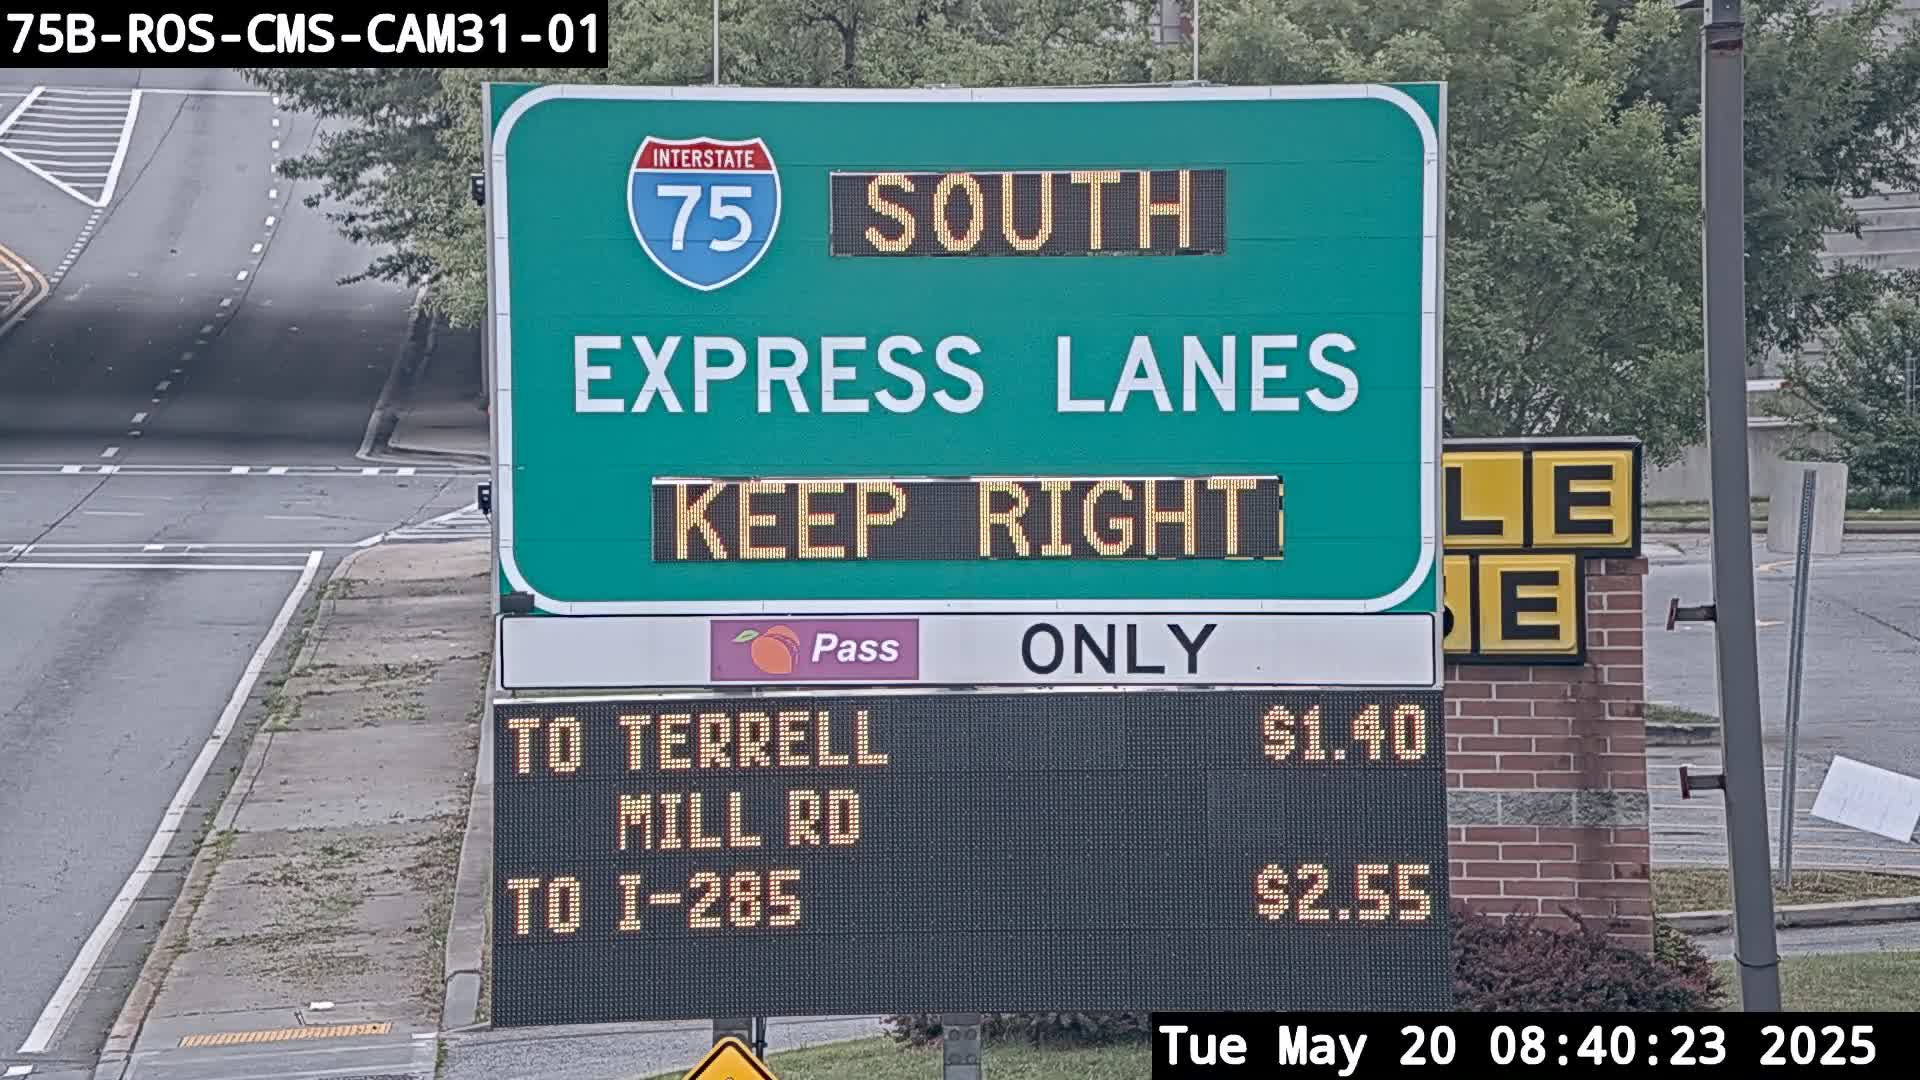 75B-ROS-CMS-CAM31-01
INTERSTATE
75
SOUTH
EXPRESS LANES
KEEP RIGHT
Pass ONLY
TO TERRELL $1.40
MILL RD
TO I-285 $2.55
LE
E
Tue May 20 08:40:23 2025